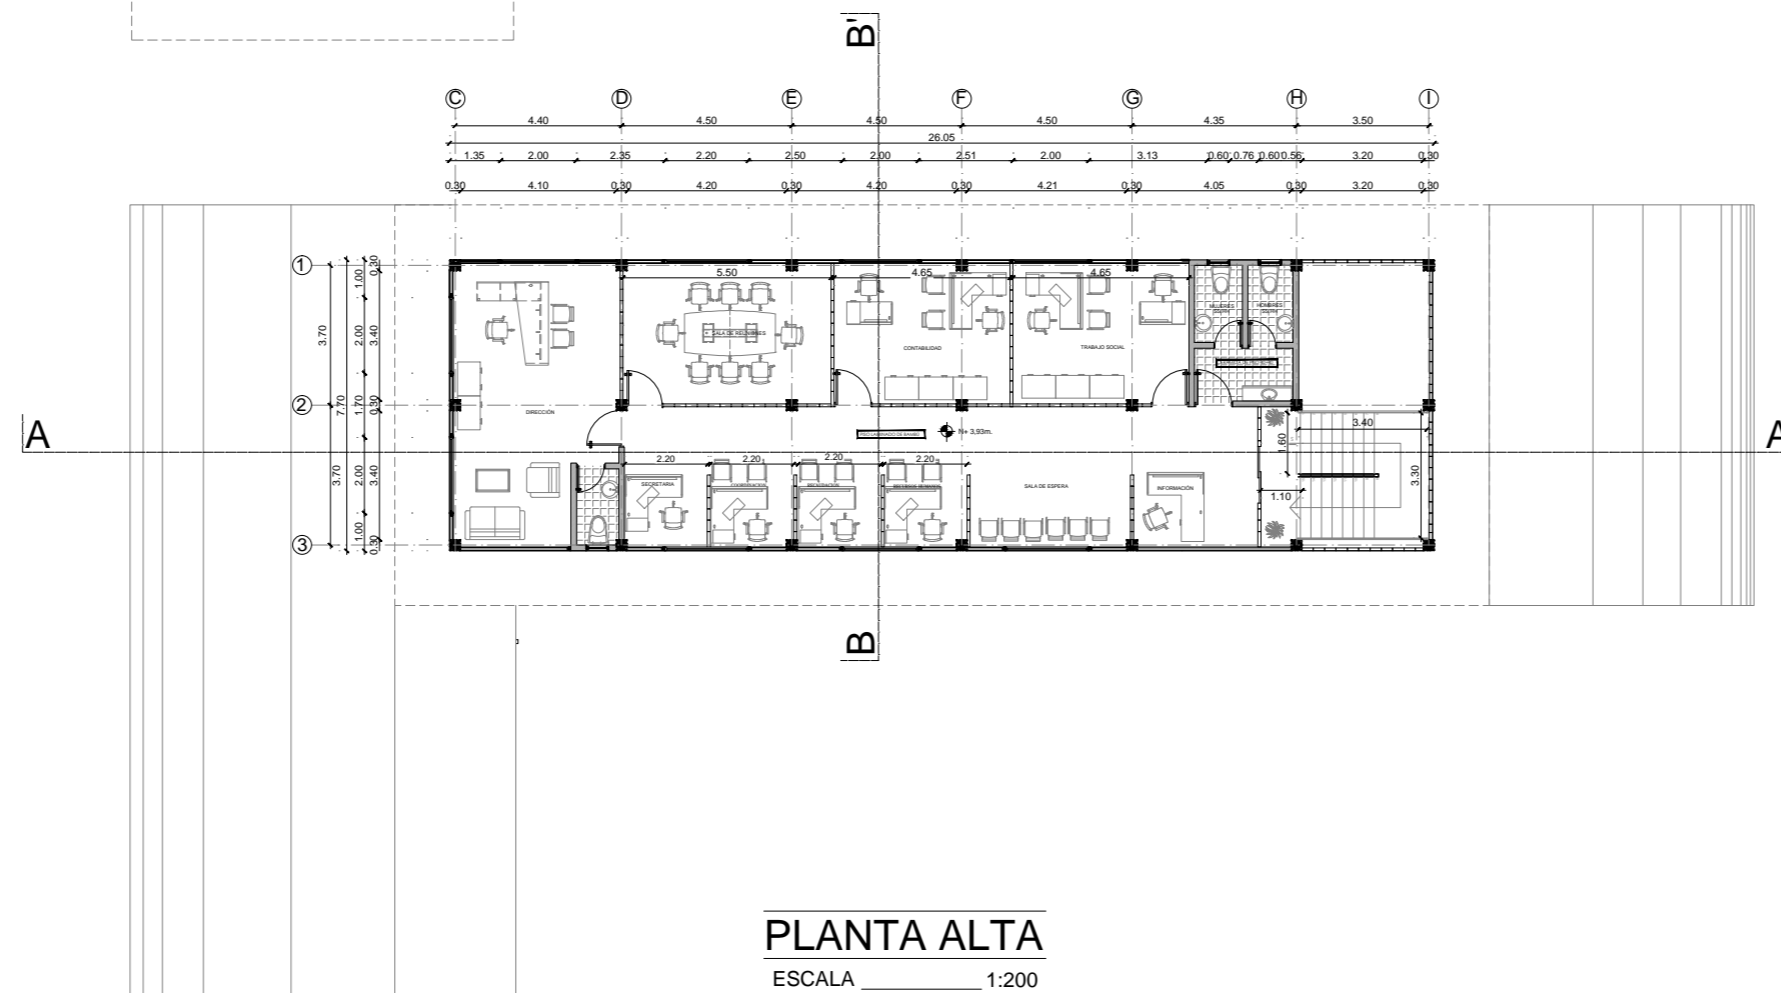 B'
C D E F G H I
4.40 4.50 4.50 4.50 4.35 3.50
26.05
1.35 2.00 2.35 2.20 2.50 2.00 2.51 2.00 3.13 0.60 0.76 0.60 0.56 3.20 0.30
0.30 4.10 0.30 4.20 0.30 4.20 0.30 4.21 0.30 4.05 0.30 3.20 0.30
1
2
3
3.70 3.70
7.70
1.00 2.00 1.70 2.00 1.00
0.30 3.40 0.30 3.40 0.30
5.50 4.65 4.65
MUJERES HOMBRES
SALA DE REUNIONES
CONTABILIDAD
TRABAJO SOCIAL
DIRECCIÓN
PISO LAMINADO DE BAMBÚ
N+ 3,93m.
A A
3.40
1.60
3.30
1.10
2.20 2.20 2.20 2.20
SECRETARIA
SALA DE ESPERA
INFORMACIÓN
B
PLANTA ALTA
ESCALA 1:200